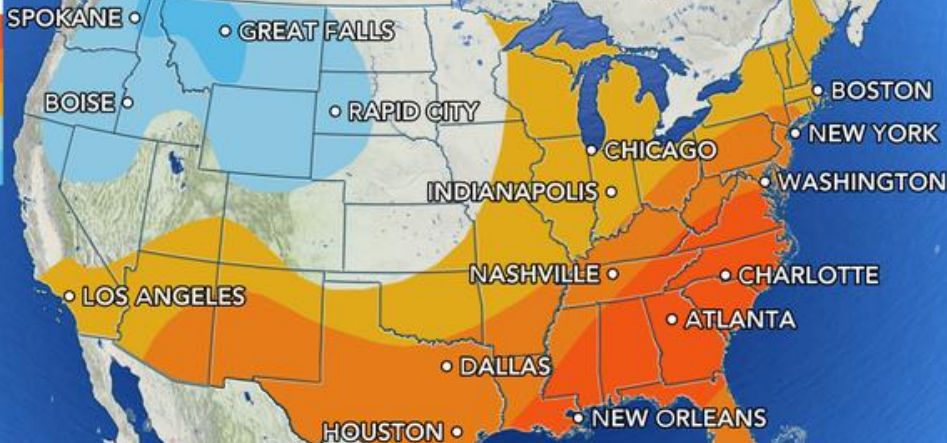 SPOKANE
GREAT FALLS
BOISE
RAPID CITY
BOSTON
NEW YORK
CHICAGO
INDIANAPOLIS
WASHINGTON
NASHVILLE
CHARLOTTE
LOS ANGELES
ATLANTA
DALLAS
NEW ORLEANS
HOUSTON